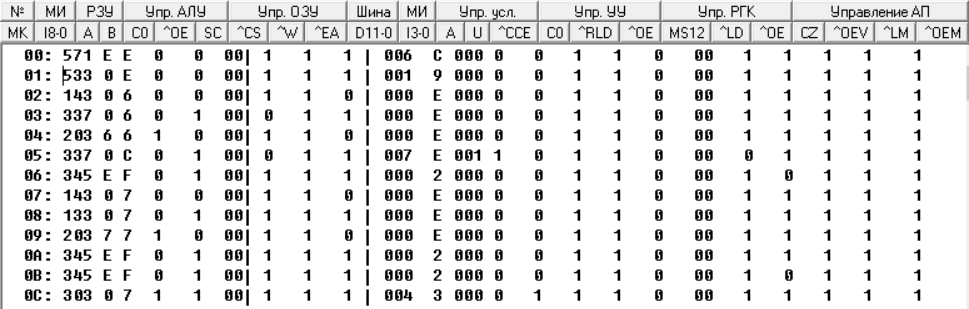 № МИ РЗУ Упр. АЛУ Упр. ОЗУ Шина МИ Упр. усл. Упр. УУ Упр. РГК Управление АП
МК I8-0 A B C0 ^OE SC ^CS ^W ^EA D11-0 I3-0 A U ^CCE C0 ^RLD ^OE MS12 ^LD ^OE CZ ^OEV ^LM ^OEM
00: 571 E E 0 0 00| 1 1 1 | 006 C 000 0 0 1 1 0 00 1 1 1 1 1
01: 533 0 E 0 0 00| 1 1 1 | 001 9 000 0 0 1 1 0 00 1 1 1 1 1
02: 143 0 6 0 0 00| 1 1 0 | 000 E 000 0 0 1 1 0 00 1 1 1 1 1
03: 337 0 6 0 1 00| 0 1 1 | 000 E 000 0 0 1 1 0 00 1 1 1 1 1
04: 203 6 6 1 0 00| 1 1 0 | 000 E 000 0 0 1 1 0 00 1 1 1 1 1
05: 337 0 C 0 1 00| 0 1 1 | 007 E 001 1 0 1 1 0 00 0 1 1 1 1
06: 345 E F 0 1 00| 1 1 1 | 000 2 000 0 0 1 1 0 00 1 0 1 1 1
07: 143 0 7 0 0 00| 1 1 0 | 000 E 000 0 0 1 1 0 00 1 1 1 1 1
08: 133 0 7 0 1 00| 1 1 1 | 000 E 000 0 0 1 1 0 00 1 1 1 1 1
09: 203 7 7 1 0 00| 1 1 0 | 000 E 000 0 0 1 1 0 00 1 1 1 1 1
0A: 345 E F 0 1 00| 1 1 1 | 000 2 000 0 0 1 1 0 00 1 1 1 1 1
0B: 345 E F 0 1 00| 1 1 1 | 000 2 000 0 0 1 1 0 00 1 0 1 1 1
0C: 303 0 7 1 1 00| 1 1 1 | 004 3 000 0 1 1 1 0 00 1 1 1 1 1